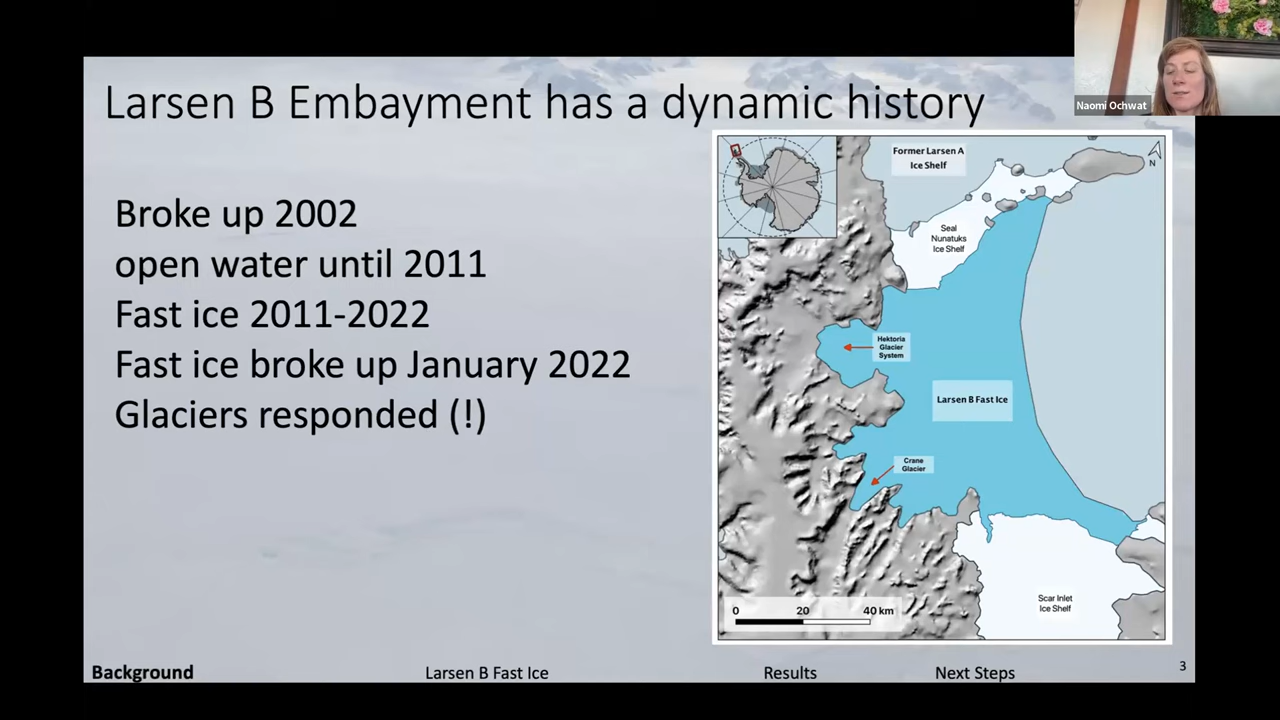 Larsen B Embayment has a dynamic history
Naomi Ochwat
Broke up 2002
open water until 2011
Fast ice 2011-2022
Fast ice broke up January 2022
Glaciers responded (!)
Former Larsen A
Ice Shelf
N
Seal
Nunatuks
Ice Shelf
Hektoria
Glacier
System
Larsen B Fast Ice
Crane
Glacier
Scar Inlet
Ice Shelf
0 20 40 km
Background Larsen B Fast Ice Results Next Steps 3